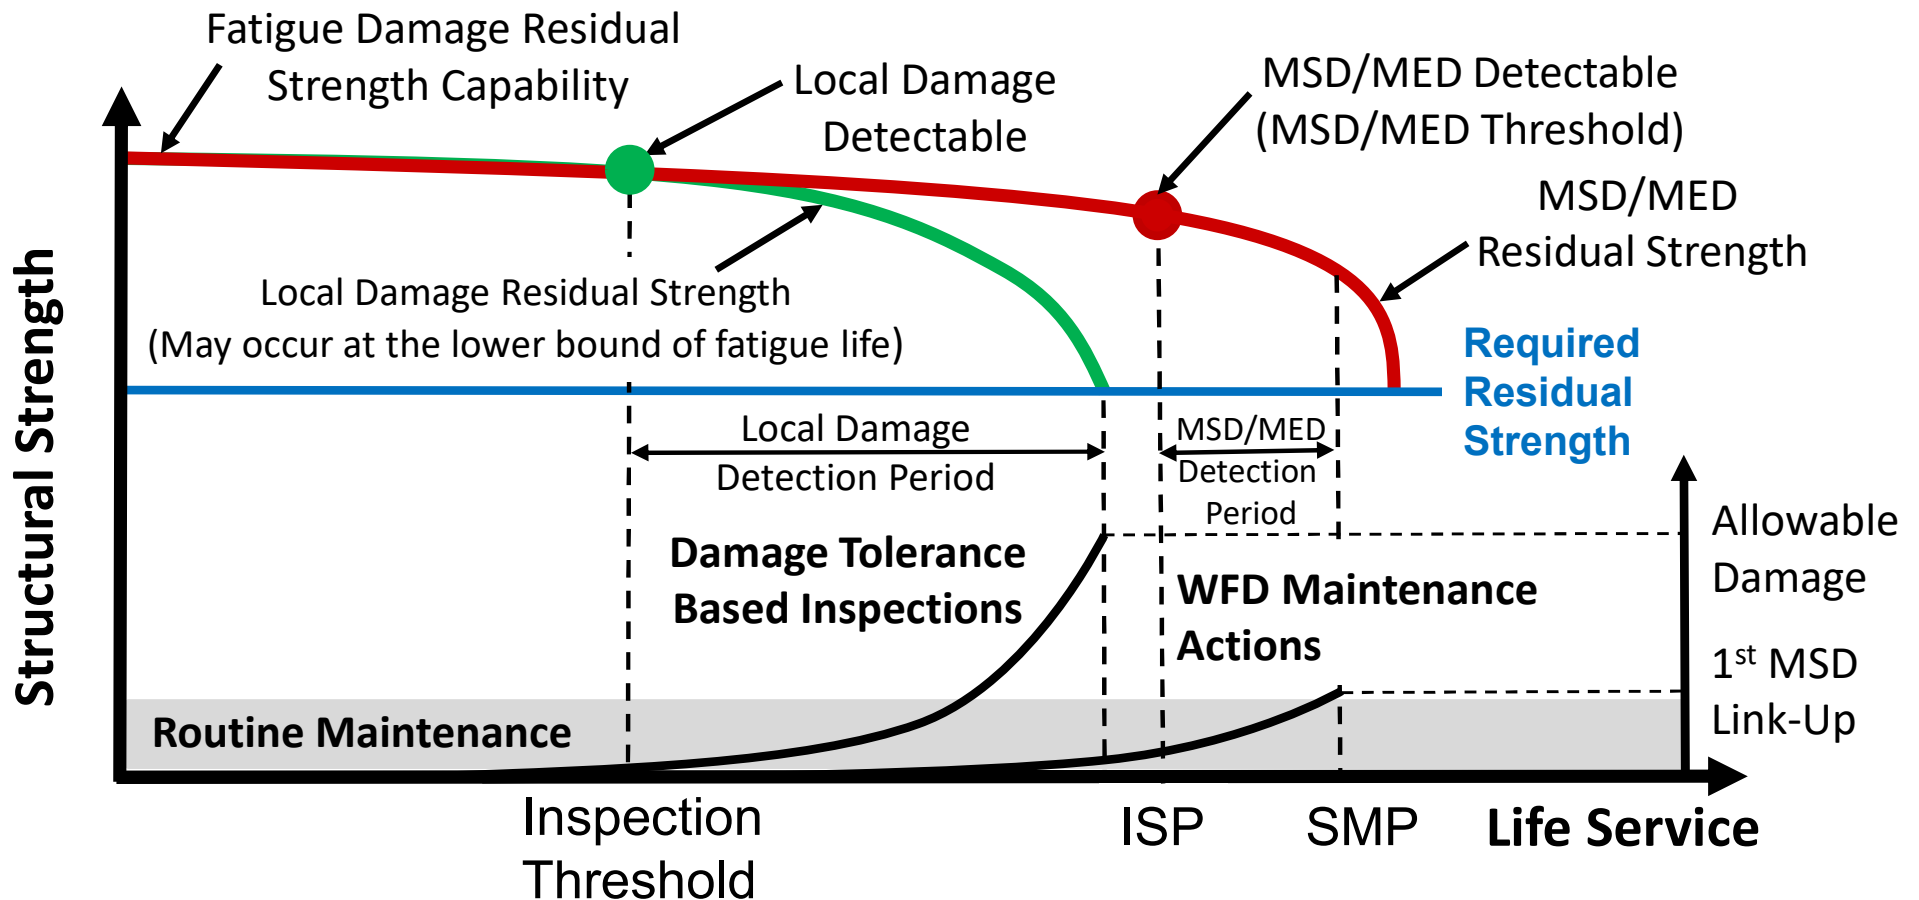 Fatigue Damage Residual
Strength Capability
Local Damage
Detectable
MSD/MED Detectable
(MSD/MED Threshold)
MSD/MED
Residual Strength
Local Damage Residual Strength
(May occur at the lower bound of fatigue life)
Required
Residual
Strength
Structural Strength
Local Damage
Detection Period
MSD/MED
Detection
Period
Damage Tolerance
Based Inspections
WFD Maintenance
Actions
Allowable
Damage
1st MSD
Link-Up
Routine Maintenance
Inspection
Threshold
ISP
SMP
Life Service